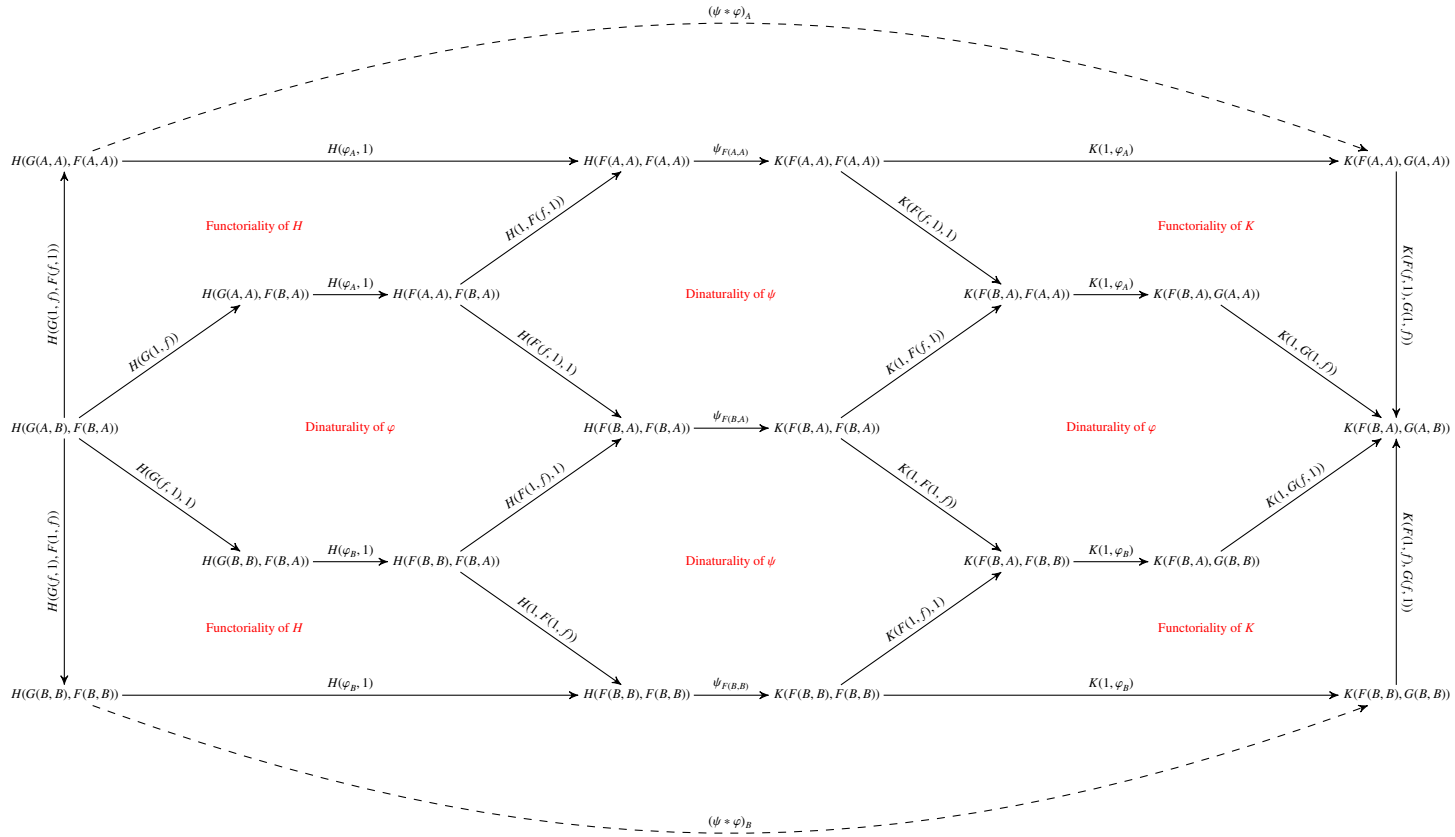 (ψ ∗ φ)_A
H(φ_A, 1)
ψ_{F(A,A)}
K(1, φ_A)
H(G(A, A), F(A, A))
H(F(A, A), F(A, A))
K(F(A, A), F(A, A))
K(F(A, A), G(A, A))
H(1, F(f, 1))
K(F(f, 1), 1)
Functoriality of H
Functoriality of K
H(G(1, f), F(f, 1))
K(F(f, 1), G(1, f))
H(φ_A, 1)
K(1, φ_A)
H(G(A, A), F(B, A))
H(F(A, A), F(B, A))
Dinaturality of ψ
K(F(B, A), F(A, A))
K(F(B, A), G(A, A))
H(G(1, f))
H(F(f, 1), 1)
K(1, F(f, 1))
K(1, G(1, f))
ψ_{F(B,A)}
H(G(A, B), F(B, A))
Dinaturality of φ
H(F(B, A), F(B, A))
K(F(B, A), F(B, A))
Dinaturality of φ
K(F(B, A), G(A, B))
H(G(f, 1), 1)
H(F(1, f), 1)
K(1, F(1, f))
K(1, G(f, 1))
H(G(f, 1), F(1, f))
K(F(1, f), G(f, 1))
H(φ_B, 1)
K(1, φ_B)
H(G(B, B), F(B, A))
H(F(B, B), F(B, A))
Dinaturality of ψ
K(F(B, A), F(B, B))
K(F(B, A), G(B, B))
H(1, F(1, f))
K(F(1, f), 1)
Functoriality of H
Functoriality of K
H(φ_B, 1)
ψ_{F(B,B)}
K(1, φ_B)
H(G(B, B), F(B, B))
H(F(B, B), F(B, B))
K(F(B, B), F(B, B))
K(F(B, B), G(B, B))
(ψ ∗ φ)_B